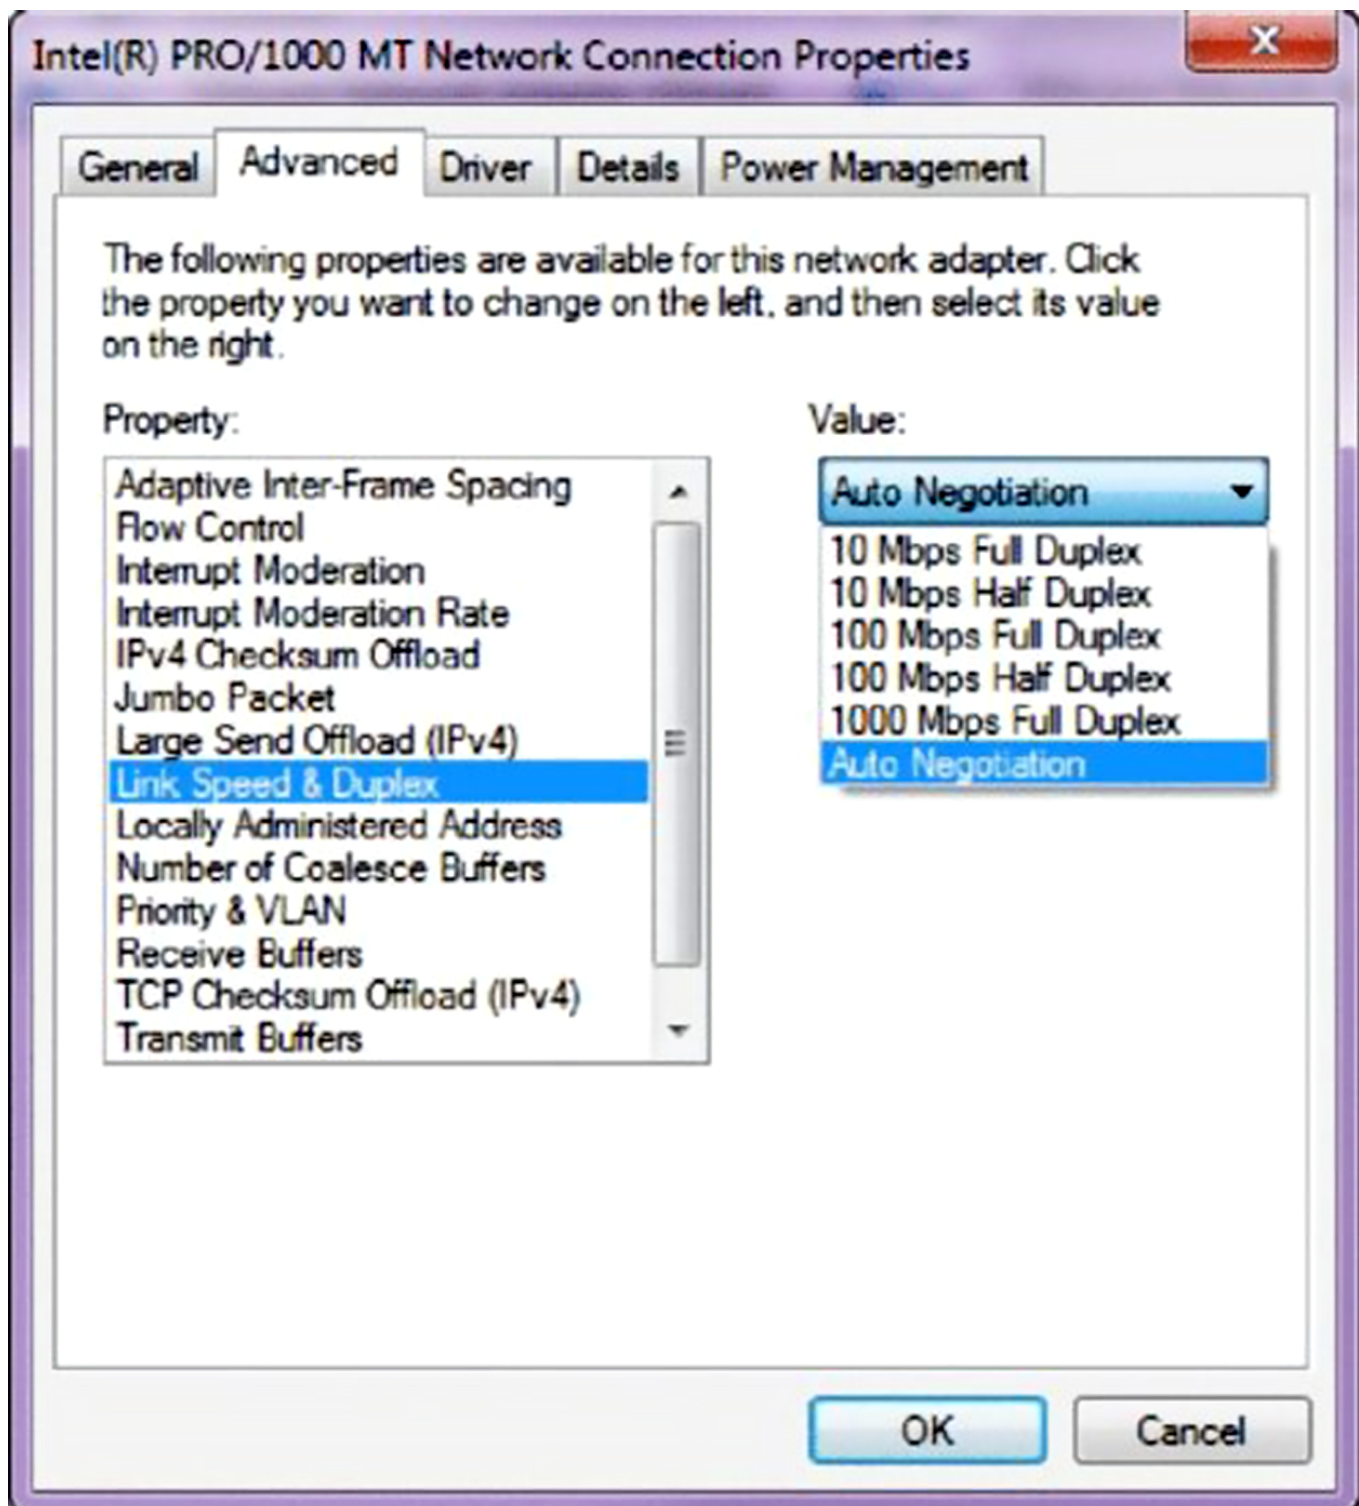 Intel(R) PRO/1000 MT Network Connection Properties
General Advanced Driver Details Power Management
The following properties are available for this network adapter. Click
the property you want to change on the left, and then select its value
on the right.
Property:
Adaptive Inter-Frame Spacing
Flow Control
Interrupt Moderation
Interrupt Moderation Rate
IPv4 Checksum Offload
Jumbo Packet
Large Send Offload (IPv4)
Link Speed & Duplex
Locally Administered Address
Number of Coalesce Buffers
Priority & VLAN
Receive Buffers
TCP Checksum Offload (IPv4)
Transmit Buffers
Value:
Auto Negotiation
10 Mbps Full Duplex
10 Mbps Half Duplex
100 Mbps Full Duplex
100 Mbps Half Duplex
1000 Mbps Full Duplex
Auto Negotiation
OK Cancel